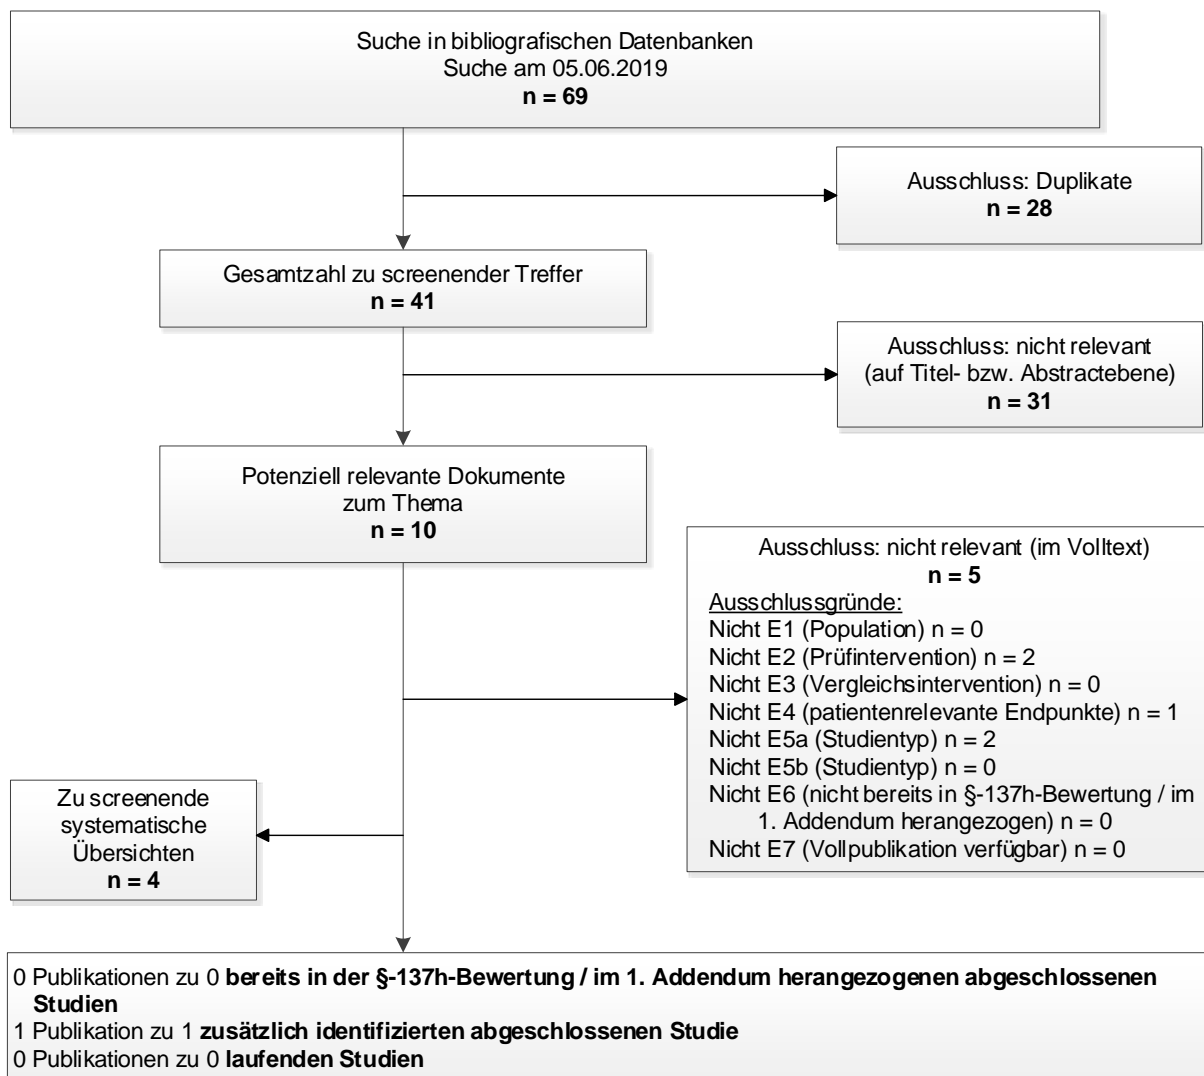 Suche in bibliografischen Datenbanken
Suche am 05.06.2019
n = 69
Ausschluss: Duplikate
n = 28
Gesamtzahl zu screenender Treffer
n = 41
Ausschluss: nicht relevant
(auf Titel- bzw. Abstractebene)
n = 31
Potenziell relevante Dokumente
zum Thema
n = 10
Ausschluss: nicht relevant (im Volltext)
n = 5
Ausschlussgründe:
Nicht E1 (Population) n = 0
Nicht E2 (Prüfintervention) n = 2
Nicht E3 (Vergleichsintervention) n = 0
Nicht E4 (patientenrelevante Endpunkte) n = 1
Nicht E5a (Studientyp) n = 2
Nicht E5b (Studientyp) n = 0
Nicht E6 (nicht bereits in §-137h-Bewertung / im
1. Addendum herangezogen) n = 0
Nicht E7 (Vollpublikation verfügbar) n = 0
Zu screenende
systematische
Übersichten
n = 4
0 Publikationen zu 0 bereits in der §-137h-Bewertung / im 1. Addendum herangezogenen abgeschlossenen
Studien
1 Publikation zu 1 zusätzlich identifizierten abgeschlossenen Studie
0 Publikationen zu 0 laufenden Studien